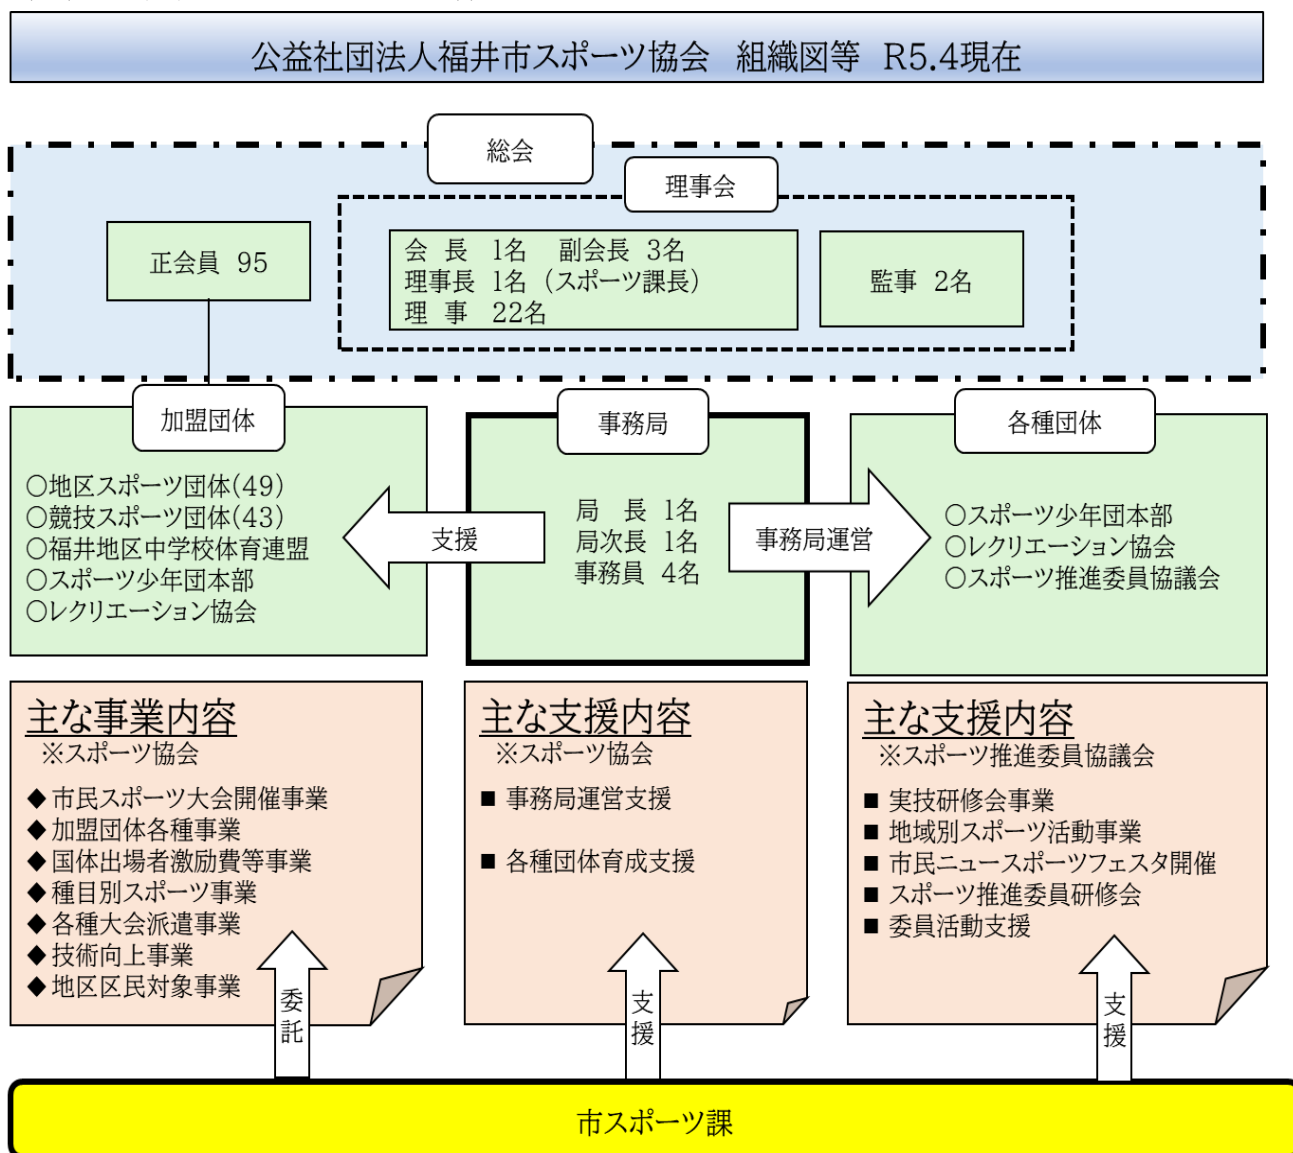 公益社団法人福井市スポーツ協会　組織図等　R5.4現在
総会
理事会
正会員　95
会　長　1名　副会長　3名
理事長　1名（スポーツ課長）
理　事　22名
監事　2名
加盟団体
○地区スポーツ団体(49)
○競技スポーツ団体(43)
○福井地区中学校体育連盟
○スポーツ少年団本部
○レクリエーション協会
支援
事務局
局　長　1名
局次長　1名
事務員　4名
事務局運営
各種団体
○スポーツ少年団本部
○レクリエーション協会
○スポーツ推進委員協議会
主な事業内容
※スポーツ協会
◆市民スポーツ大会開催事業
◆加盟団体各種事業
◆国体出場者激励費等事業
◆種目別スポーツ事業
◆各種大会派遣事業
◆技術向上事業
◆地区区民対象事業
委託
主な支援内容
※スポーツ協会
■ 事務局運営支援
■ 各種団体育成支援
支援
主な支援内容
※スポーツ推進委員協議会
■ 実技研修会事業
■ 地域別スポーツ活動事業
■ 市民ニュースポーツフェスタ開催
■ スポーツ推進委員研修会
■ 委員活動支援
支援
市スポーツ課